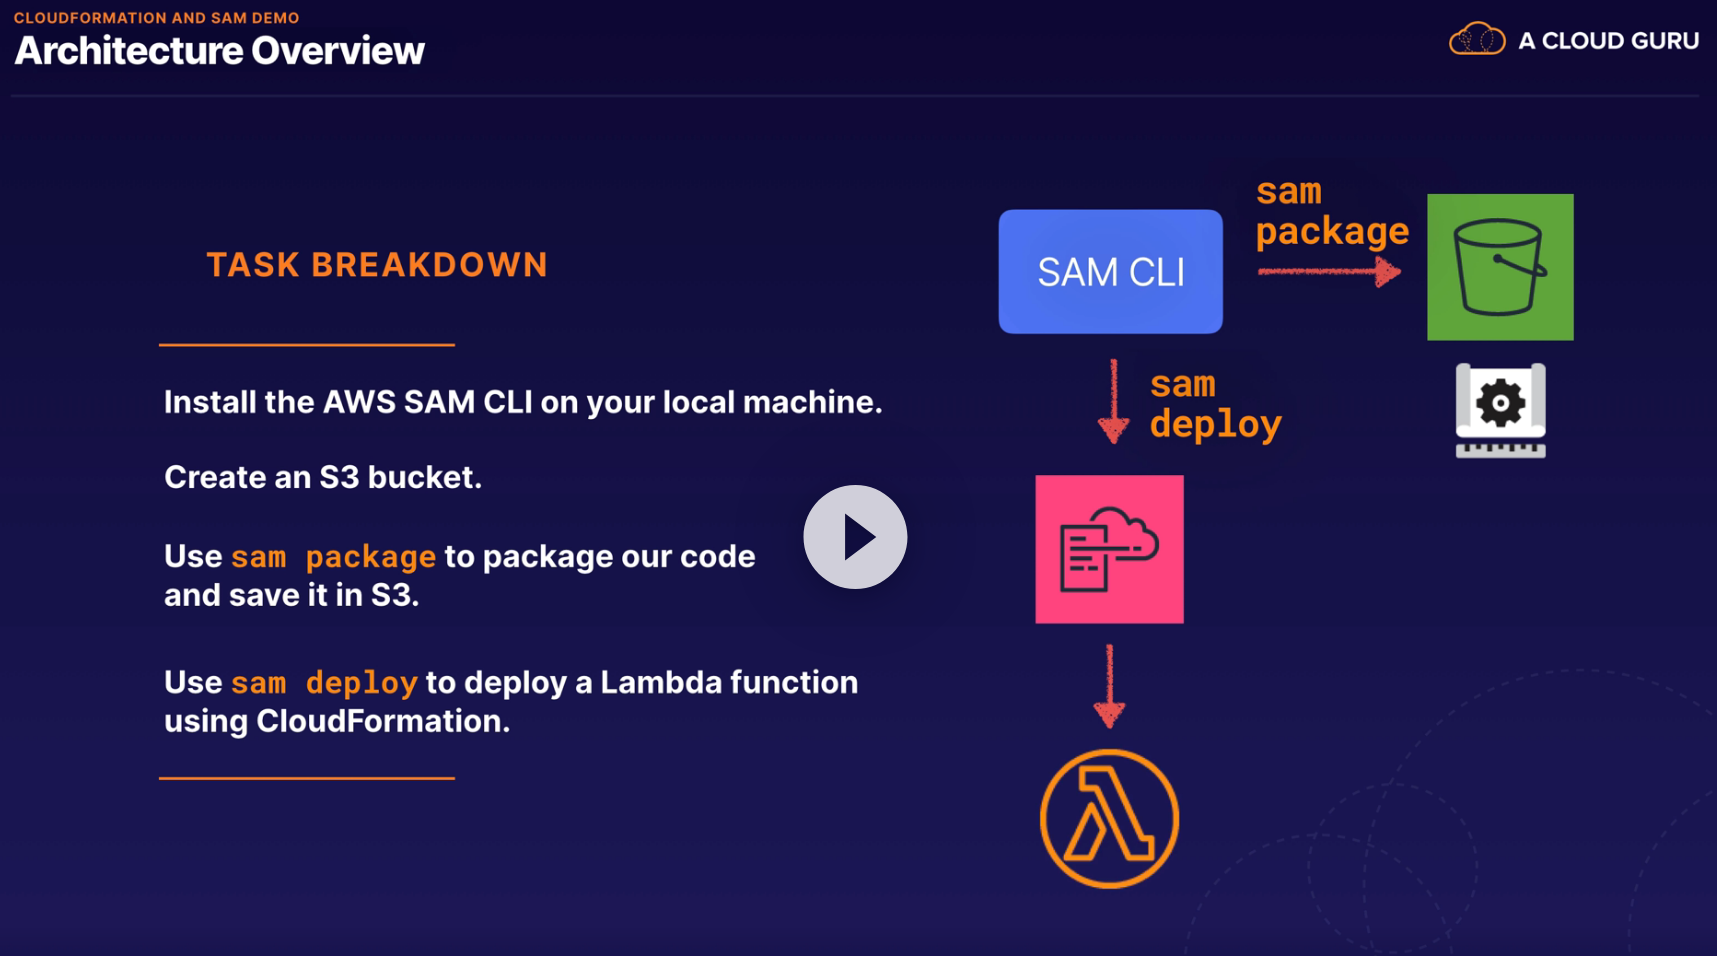 CLOUDFORMATION AND SAM DEMO
Architecture Overview
A CLOUD GURU
TASK BREAKDOWN
Install the AWS SAM CLI on your local machine.
Create an S3 bucket.
Use sam package to package our code
and save it in S3.
Use sam deploy to deploy a Lambda function
using CloudFormation.
SAM CLI
sam
package
sam
deploy